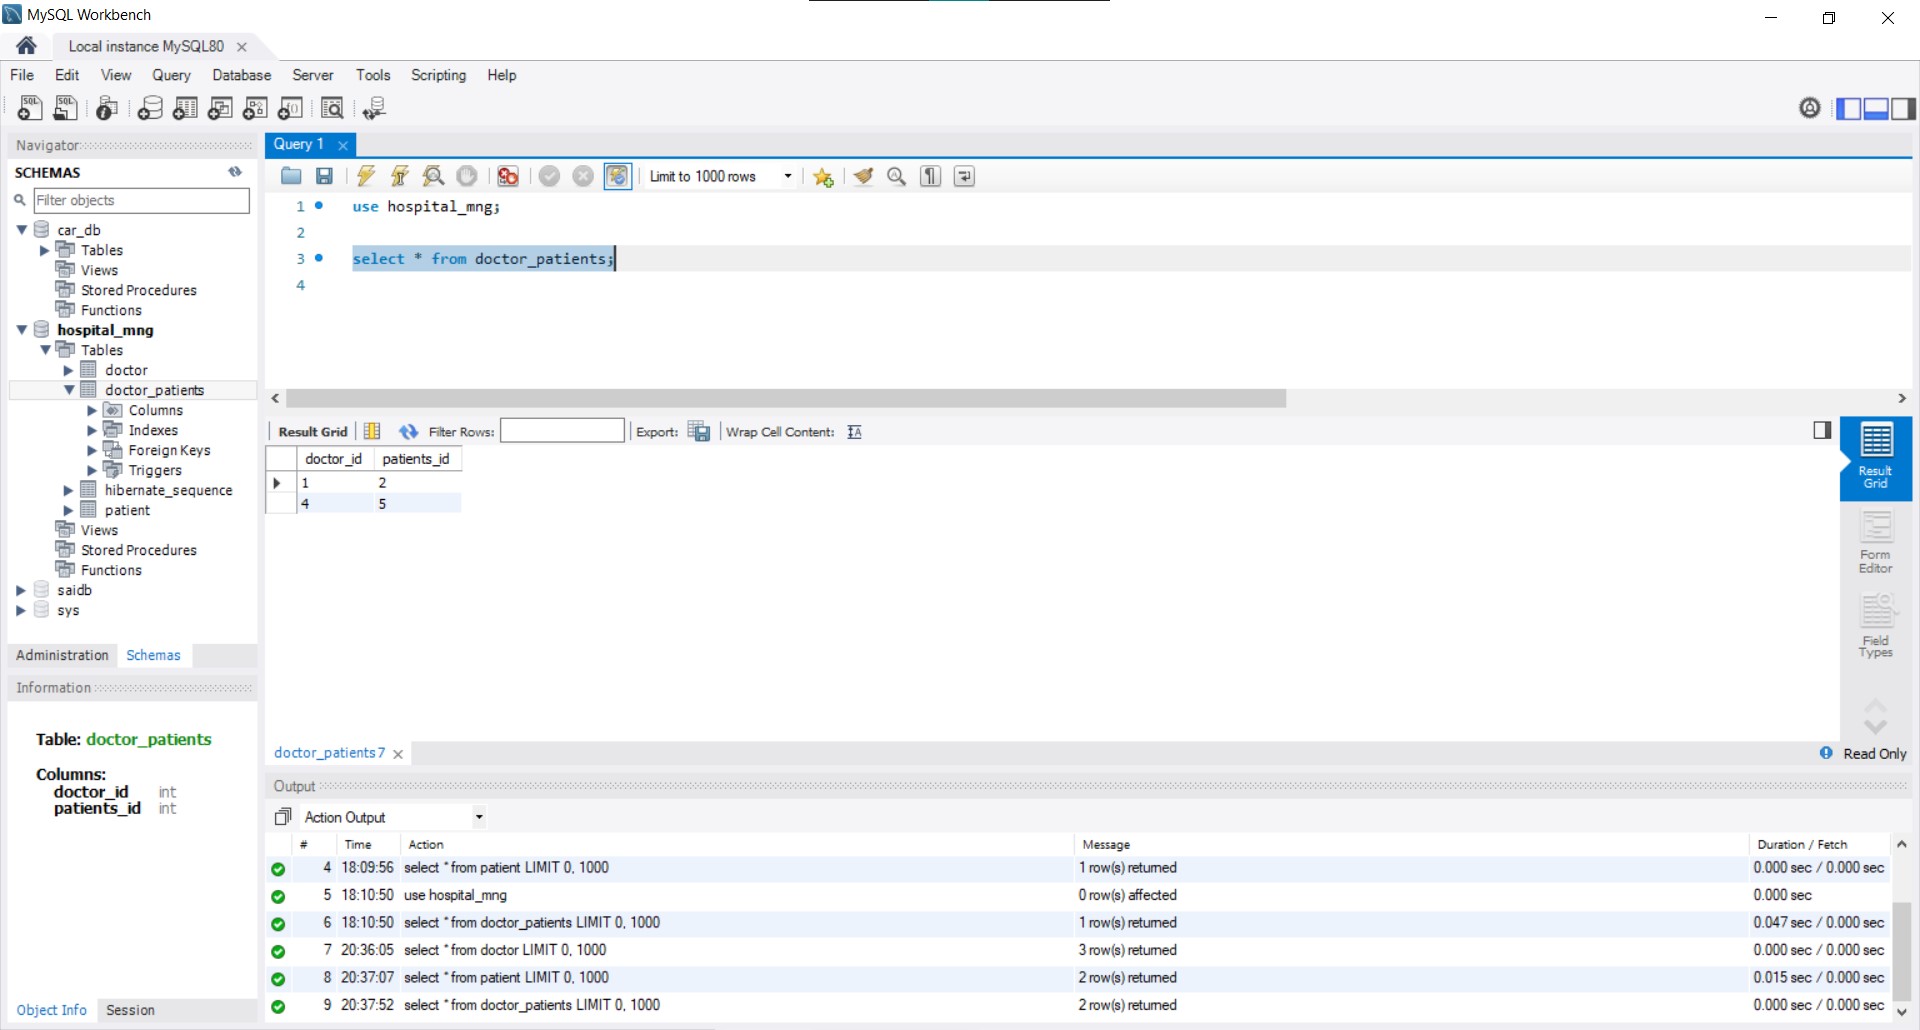 MySQL Workbench
Local instance MySQL80
File Edit View Query Database Server Tools Scripting Help
Navigator
SCHEMAS
Filter objects
car_db
Tables
Views
Stored Procedures
Functions
hospital_mng
Tables
doctor
doctor_patients
Columns
Indexes
Foreign Keys
Triggers
hibernate_sequence
patient
Views
Stored Procedures
Functions
saidb
sys
Administration Schemas
Information
Table: doctor_patients
Columns:
doctor_id int
patients_id int
Object Info Session
Query 1
Limit to 1000 rows
1 use hospital_mng;
2
3 select * from doctor_patients;
4
Result Grid Filter Rows: Export: Wrap Cell Content:
doctor_id patients_id
1 2
4 5
Result
Grid
Form
Editor
Field
Types
doctor_patients 7
Read Only
Output
Action Output
# Time Action Message Duration / Fetch
4 18:09:56 select * from patient LIMIT 0, 1000 1 row(s) returned 0.000 sec / 0.000 sec
5 18:10:50 use hospital_mng 0 row(s) affected 0.000 sec
6 18:10:50 select * from doctor_patients LIMIT 0, 1000 1 row(s) returned 0.047 sec / 0.000 sec
7 20:36:05 select * from doctor LIMIT 0, 1000 3 row(s) returned 0.000 sec / 0.000 sec
8 20:37:07 select * from patient LIMIT 0, 1000 2 row(s) returned 0.015 sec / 0.000 sec
9 20:37:52 select * from doctor_patients LIMIT 0, 1000 2 row(s) returned 0.000 sec / 0.000 sec